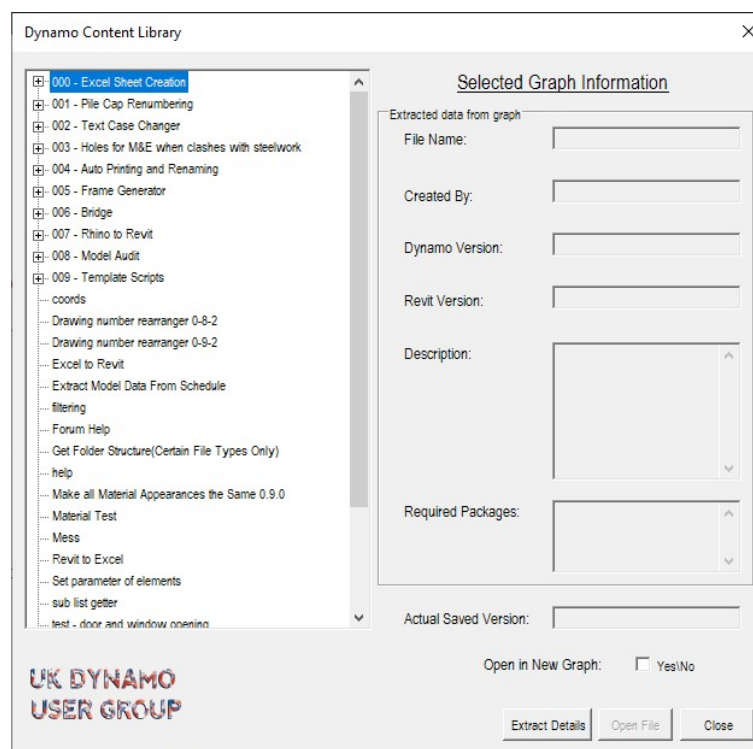 Dynamo Content Library
000 - Excel Sheet Creation
001 - Pile Cap Renumbering
002 - Text Case Changer
003 - Holes for M&E when clashes with steelwork
004 - Auto Printing and Renaming
005 - Frame Generator
006 - Bridge
007 - Rhino to Revit
008 - Model Audit
009 - Template Scripts
coords
Drawing number rearranger 0-8-2
Drawing number rearranger 0-9-2
Excel to Revit
Extract Model Data From Schedule
filtering
Forum Help
Get Folder Structure(Certain File Types Only)
help
Make all Material Appearances the Same 0.9.0
Material Test
Mess
Revit to Excel
Set parameter of elements
sub list getter
test - door and window opening
Selected Graph Information
Extracted data from graph
File Name:
Created By:
Dynamo Version:
Revit Version:
Description:
Required Packages:
Actual Saved Version:
Open in New Graph: Yes\No
UK DYNAMO
USER GROUP
Extract Details Open File Close